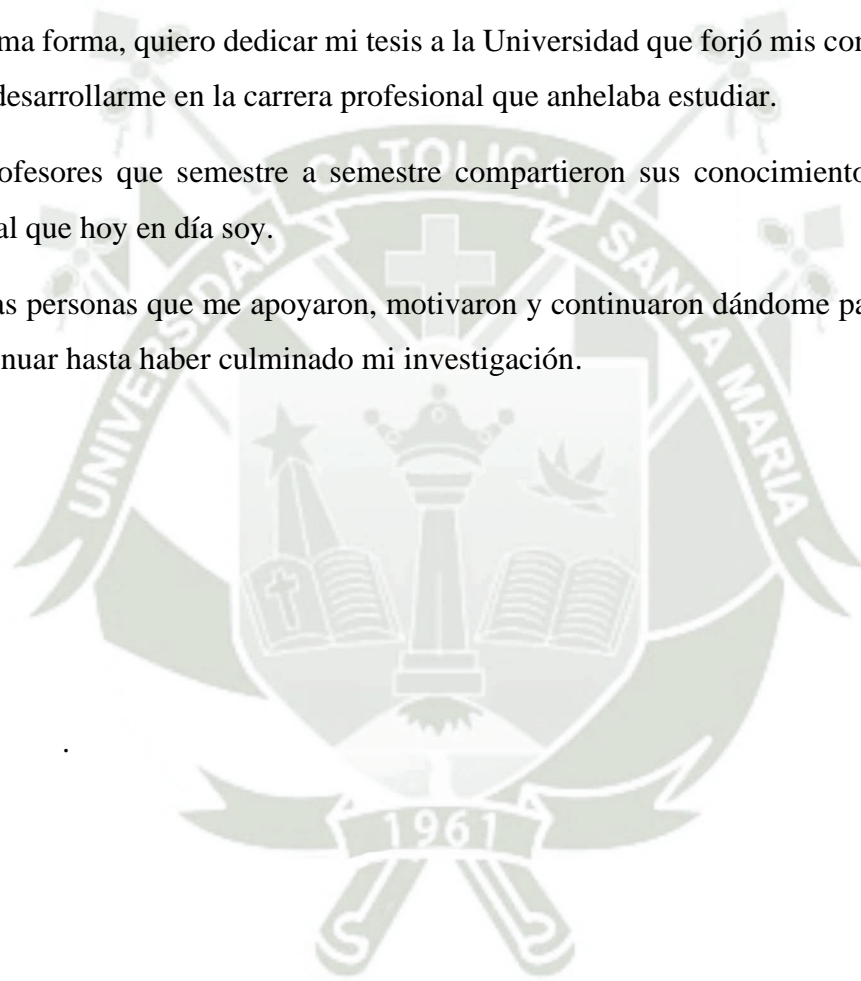 ma forma, quiero dedicar mi tesis a la Universidad que forjó mis
desarrollarme en la carrera profesional que anhelaba estudiar.
ofesores que semestre a semestre compartieron sus conocimiento
al que hoy en día soy.
as personas que me apoyaron, motivaron y continuaron dándome pa
nuar hasta haber culminado mi investigación.
.
UNIVERSIDAD CATOLICA SANTA MARIA
1961